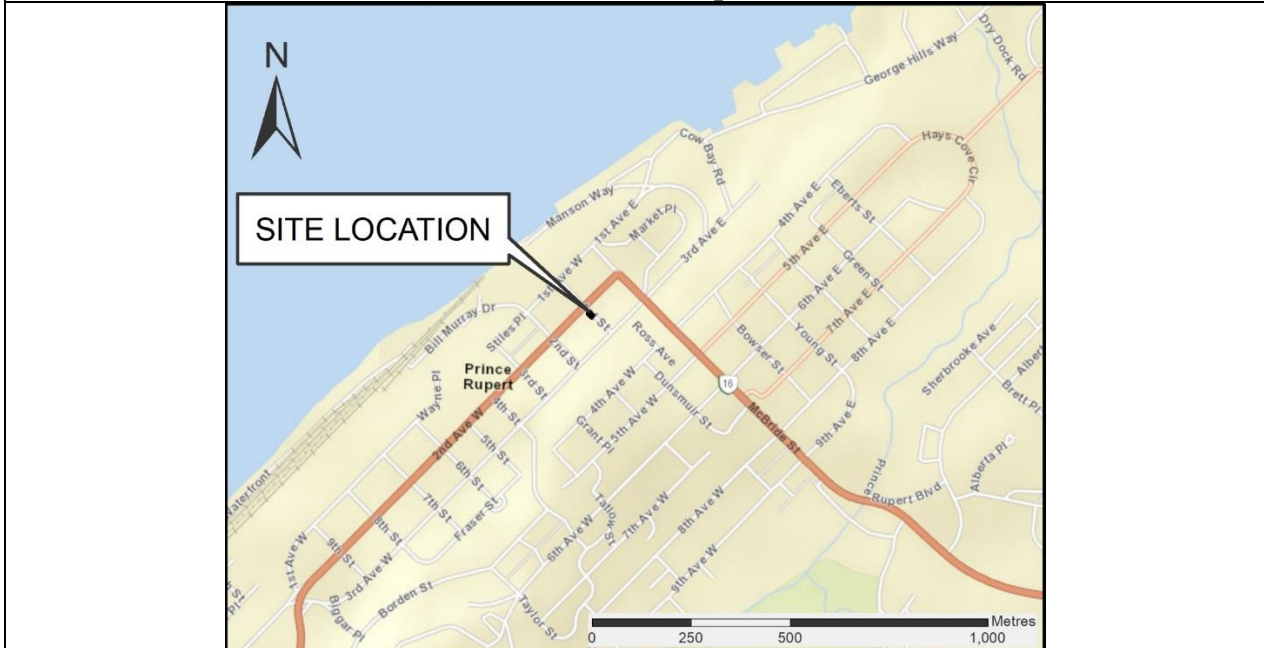 N
SITE LOCATION
George Hills Way
Dry Dock Rd
Cow Bay Rd
Hays Cove Cir
Manson Way
1st Ave E
Market Pl
3rd Ave E
4th Ave E
Eberts St
5th Ave E
Green St
6th Ave E
7th Ave E
1st Ave W
Bill Murray Dr
Stiles Pl
St
2nd St
Ross Ave
Bowser St
Young St
8th Ave E
Sherbrooke Ave
Albert
Brett Pl
Prince
Rupert
3rd St
4th Ave W
Dunsmuir St
16
Wayne Pl
4th St
Grant Pl
5th Ave W
McBride St
9th Ave E
Alberta Pl
2nd Ave W
5th St
6th St
Prince Rupert Blvd
Waterfront
7th St
Fraser St
Tatlow St
7th Ave W
8th Ave W
6th Ave W
8th St
9th St
1st Ave W
3rd Ave W
9th Ave W
Biggar Pl
Borden St
Taylor St
Metres
0 250 500 1,000